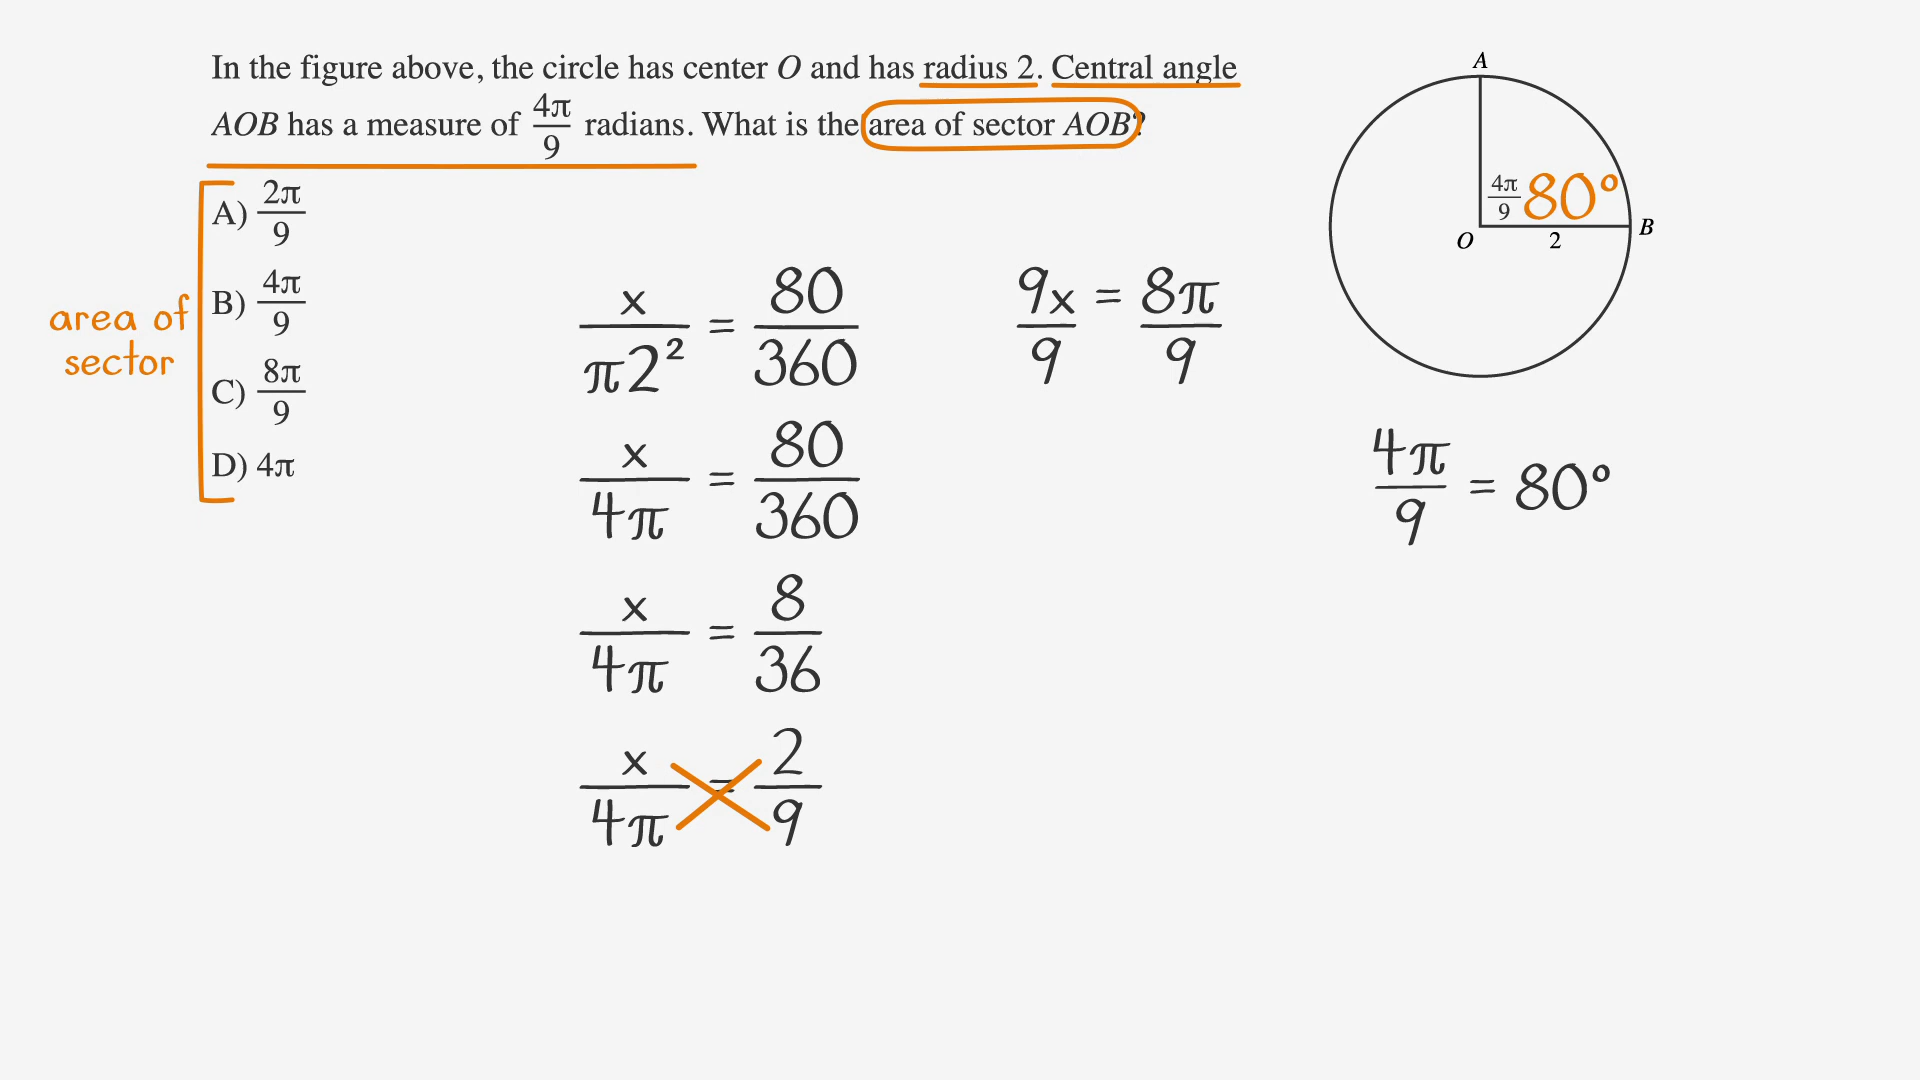 In the figure above, the circle has center O and has radius 2. Central angle
AOB has a measure of 4π/9 radians. What is the area of sector AOB?
A) 2π/9
B) 4π/9
C) 8π/9
D) 4π
area of
sector
x/π2² = 80/360
x/4π = 80/360
x/4π = 8/36
x/4π = 2/9
9x/9 = 8π/9
A
4π/9 80°
O 2 B
4π/9 = 80°